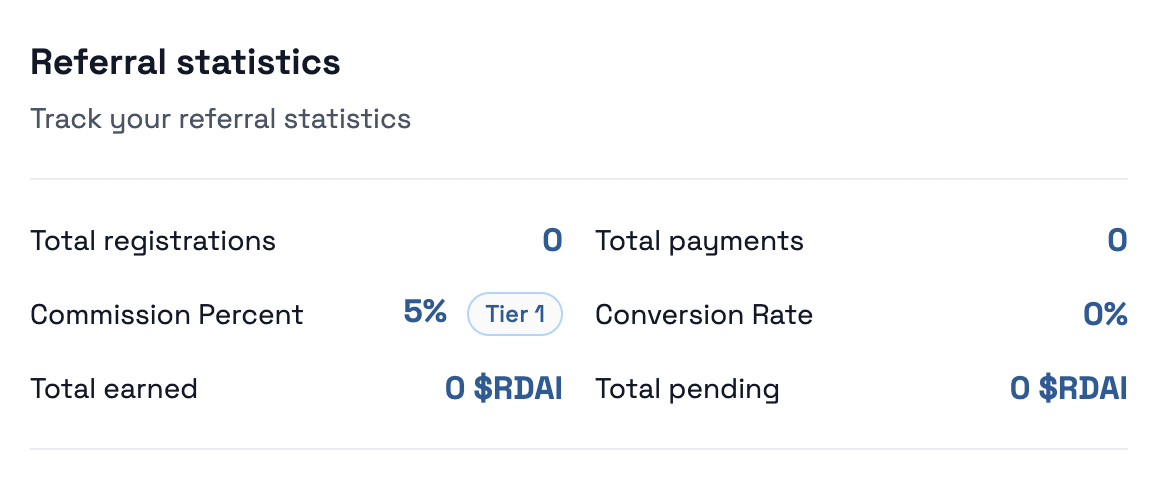 Referral statistics
Track your referral statistics
Total registrations 0 Total payments 0
Commission Percent 5% Tier 1 Conversion Rate 0%
Total earned 0 $RDAI Total pending 0 $RDAI